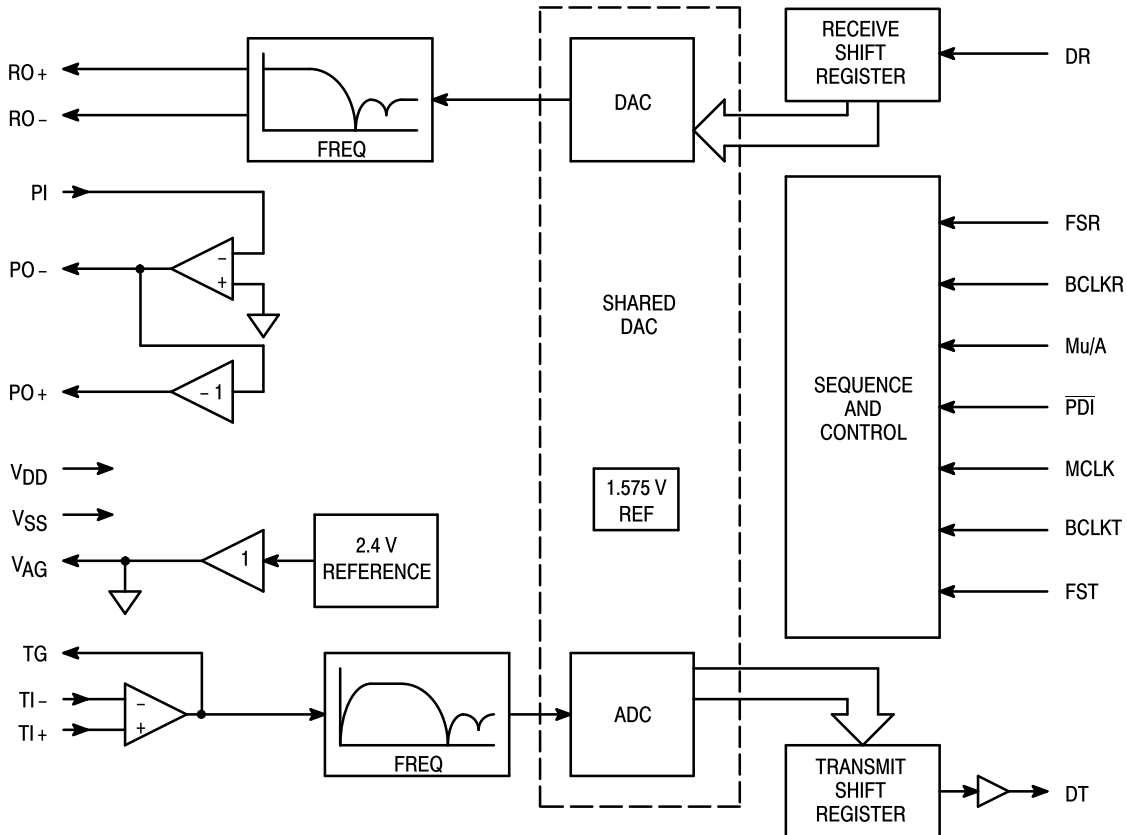 RO+
RO−
FREQ
DAC
RECEIVE
SHIFT
REGISTER
DR
PI
PO−
−
+
PO+
−1
SHARED
DAC
SEQUENCE
AND
CONTROL
FSR
BCLKR
Mu/A
PDI
MCLK
BCLKT
FST
VDD
VSS
VAG
1
2.4 V
REFERENCE
1.575 V
REF
TG
TI−
TI+
−
+
FREQ
ADC
TRANSMIT
SHIFT
REGISTER
DT